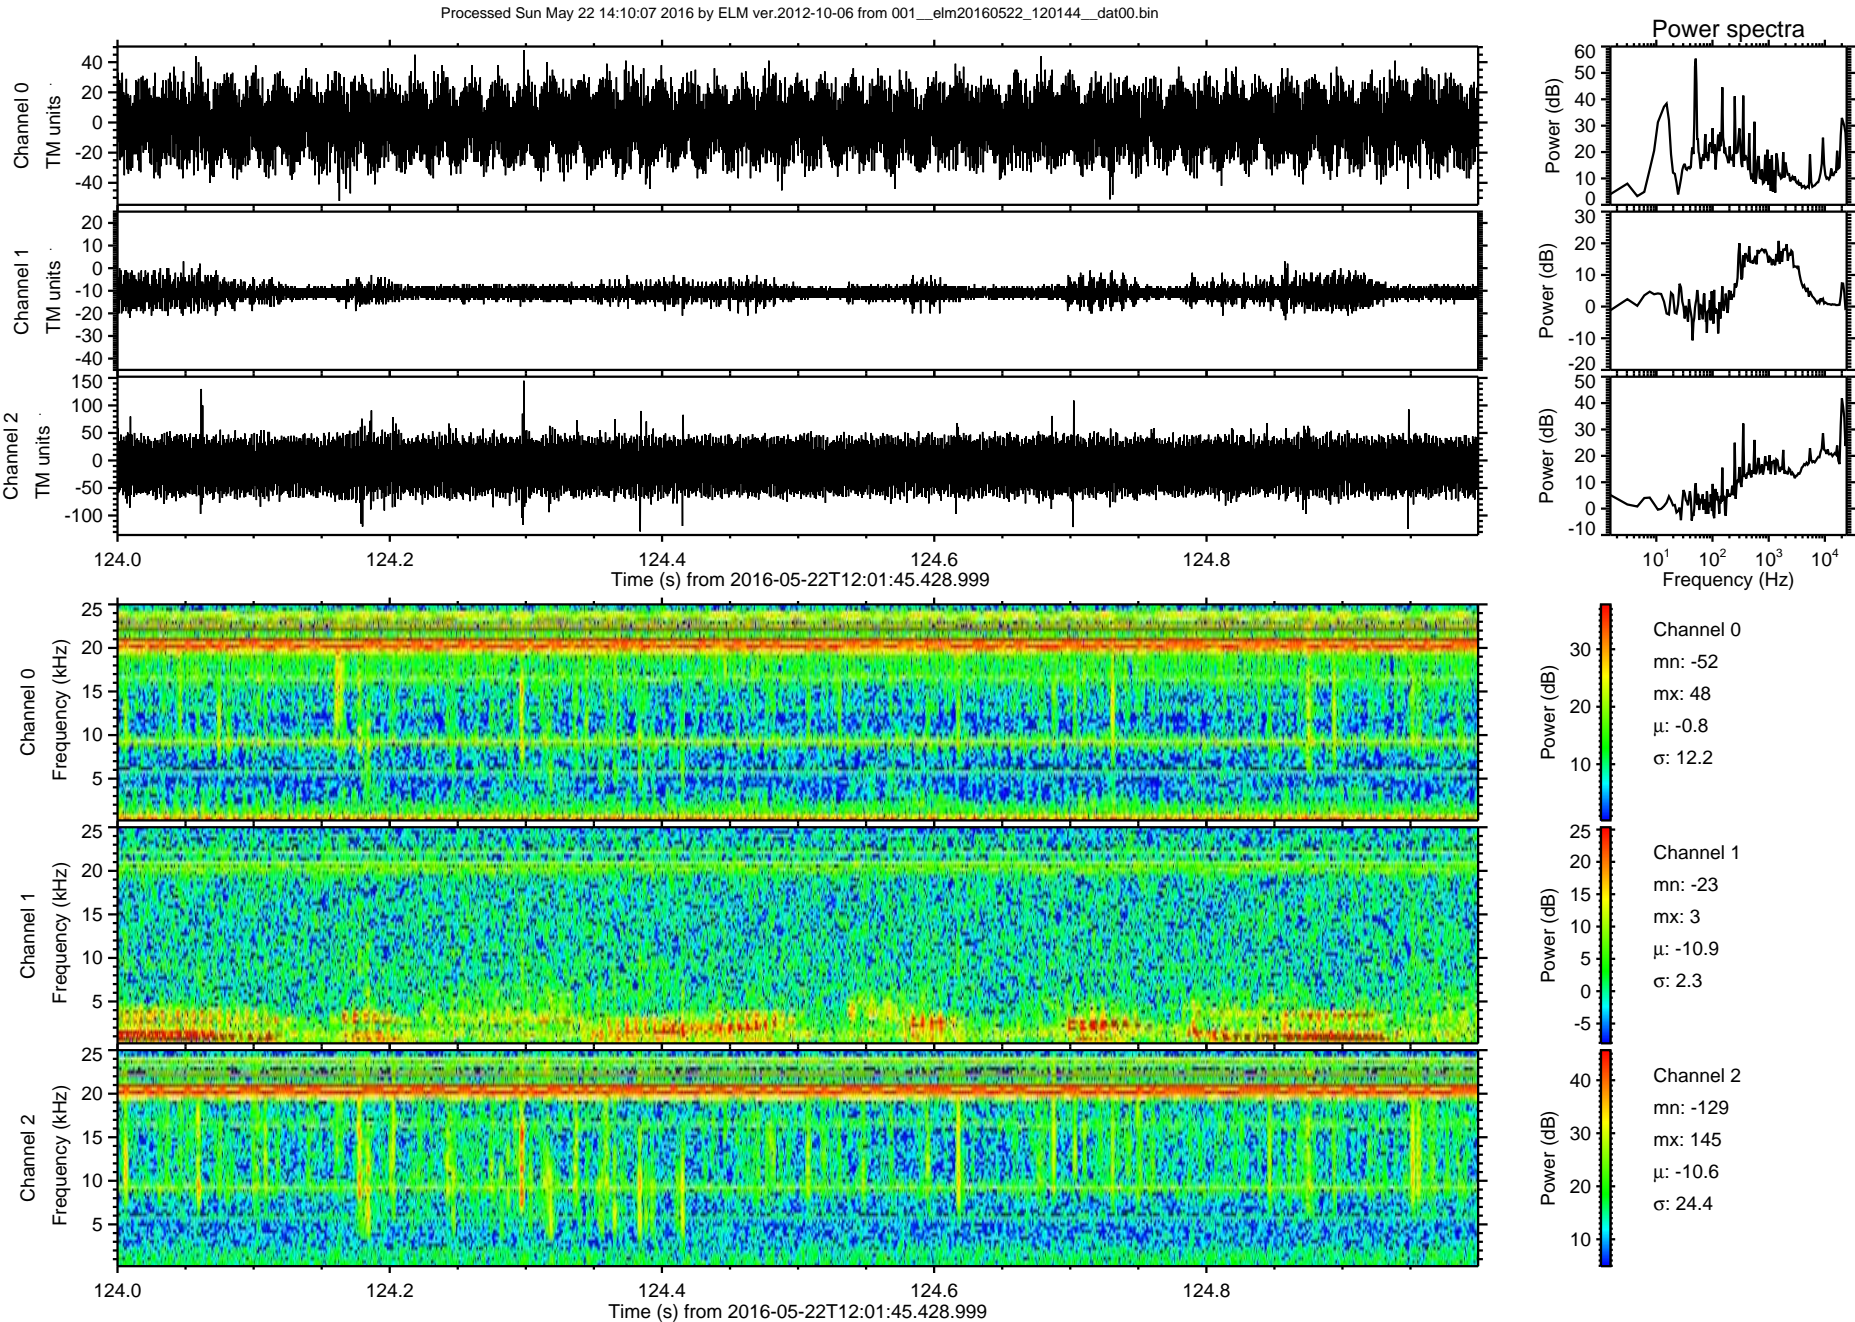 Processed Sun May 22 14:10:07 2016 by ELM ver.2012-10-06 from 001__elm20160522_120144__dat00.bin
Power spectra
Channel 0
TM units
40
20
0
-20
-40
Power (dB)
60
50
40
30
20
10
0
Channel 1
TM units
20
10
0
-10
-20
-30
-40
Power (dB)
30
20
10
0
-10
-20
Channel 2
TM units
150
100
50
0
-50
-100
Power (dB)
50
40
30
20
10
0
-10
124.0 124.2 124.4 124.6 124.8
Time (s) from 2016-05-22T12:01:45.428.999
10^1 10^2 10^3 10^4
Frequency (Hz)
Channel 0
Frequency (kHz)
25
20
15
10
5
Power (dB)
30
20
10
Channel 0
mn: -52
mx: 48
μ: -0.8
σ: 12.2
Channel 1
Frequency (kHz)
25
20
15
10
5
Power (dB)
25
20
15
10
5
0
-5
Channel 1
mn: -23
mx: 3
μ: -10.9
σ: 2.3
Channel 2
Frequency (kHz)
25
20
15
10
5
Power (dB)
40
30
20
10
Channel 2
mn: -129
mx: 145
μ: -10.6
σ: 24.4
124.0 124.2 124.4 124.6 124.8
Time (s) from 2016-05-22T12:01:45.428.999